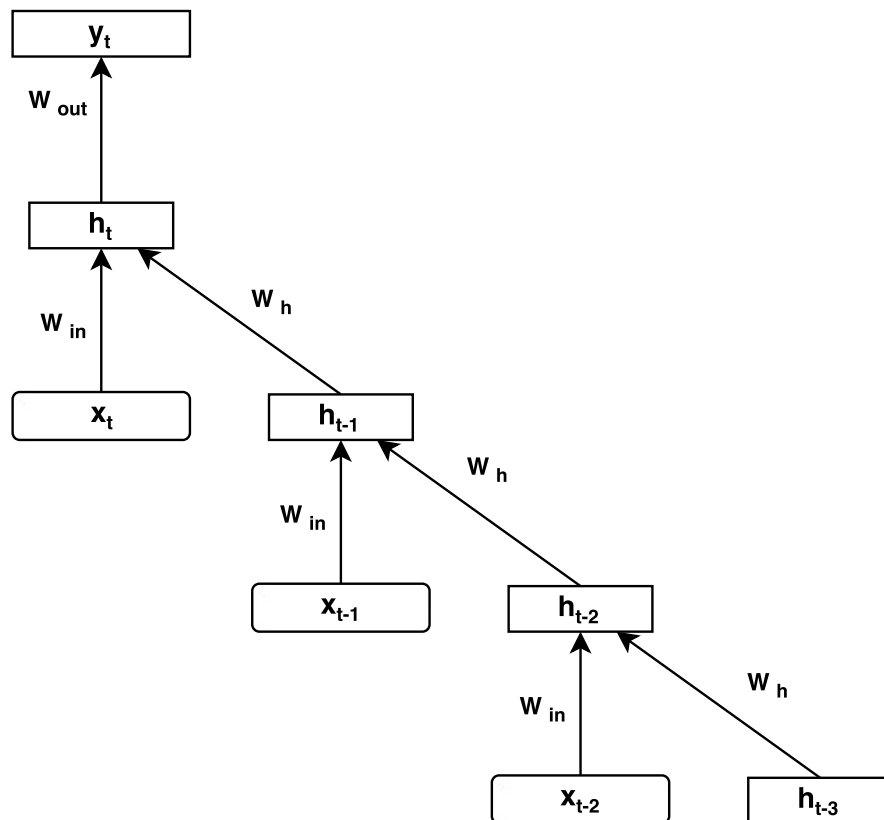 y_t
W_out
h_t
W_h
W_in
x_t
h_t-1
W_h
W_in
x_t-1
h_t-2
W_h
W_in
x_t-2
h_t-3